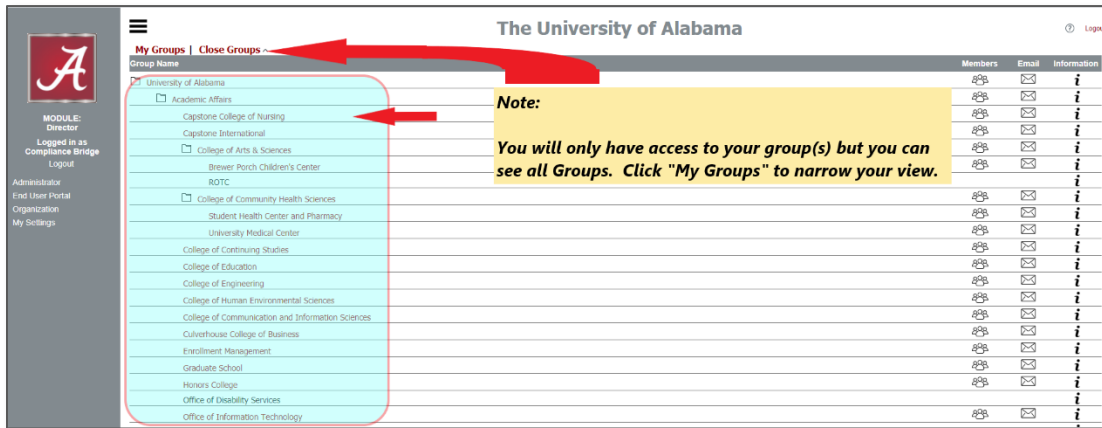 The University of Alabama
Logou
My Groups | Close Groups
Group Name Members Email Information
University of Alabama
Academic Affairs
Capstone College of Nursing
Capstone International
College of Arts & Sciences
Brewer Porch Children's Center
ROTC
College of Community Health Sciences
Student Health Center and Pharmacy
University Medical Center
College of Continuing Studies
College of Education
College of Engineering
College of Human Environmental Sciences
College of Communication and Information Sciences
Culverhouse College of Business
Enrollment Management
Graduate School
Honors College
Office of Disability Services
Office of Information Technology
Note:
You will only have access to your group(s) but you can
see all Groups. Click "My Groups" to narrow your view.
A
MODULE:
Director
Logged in as
Compliance Bridge
Logout
Administrator
End User Portal
Organization
My Settings